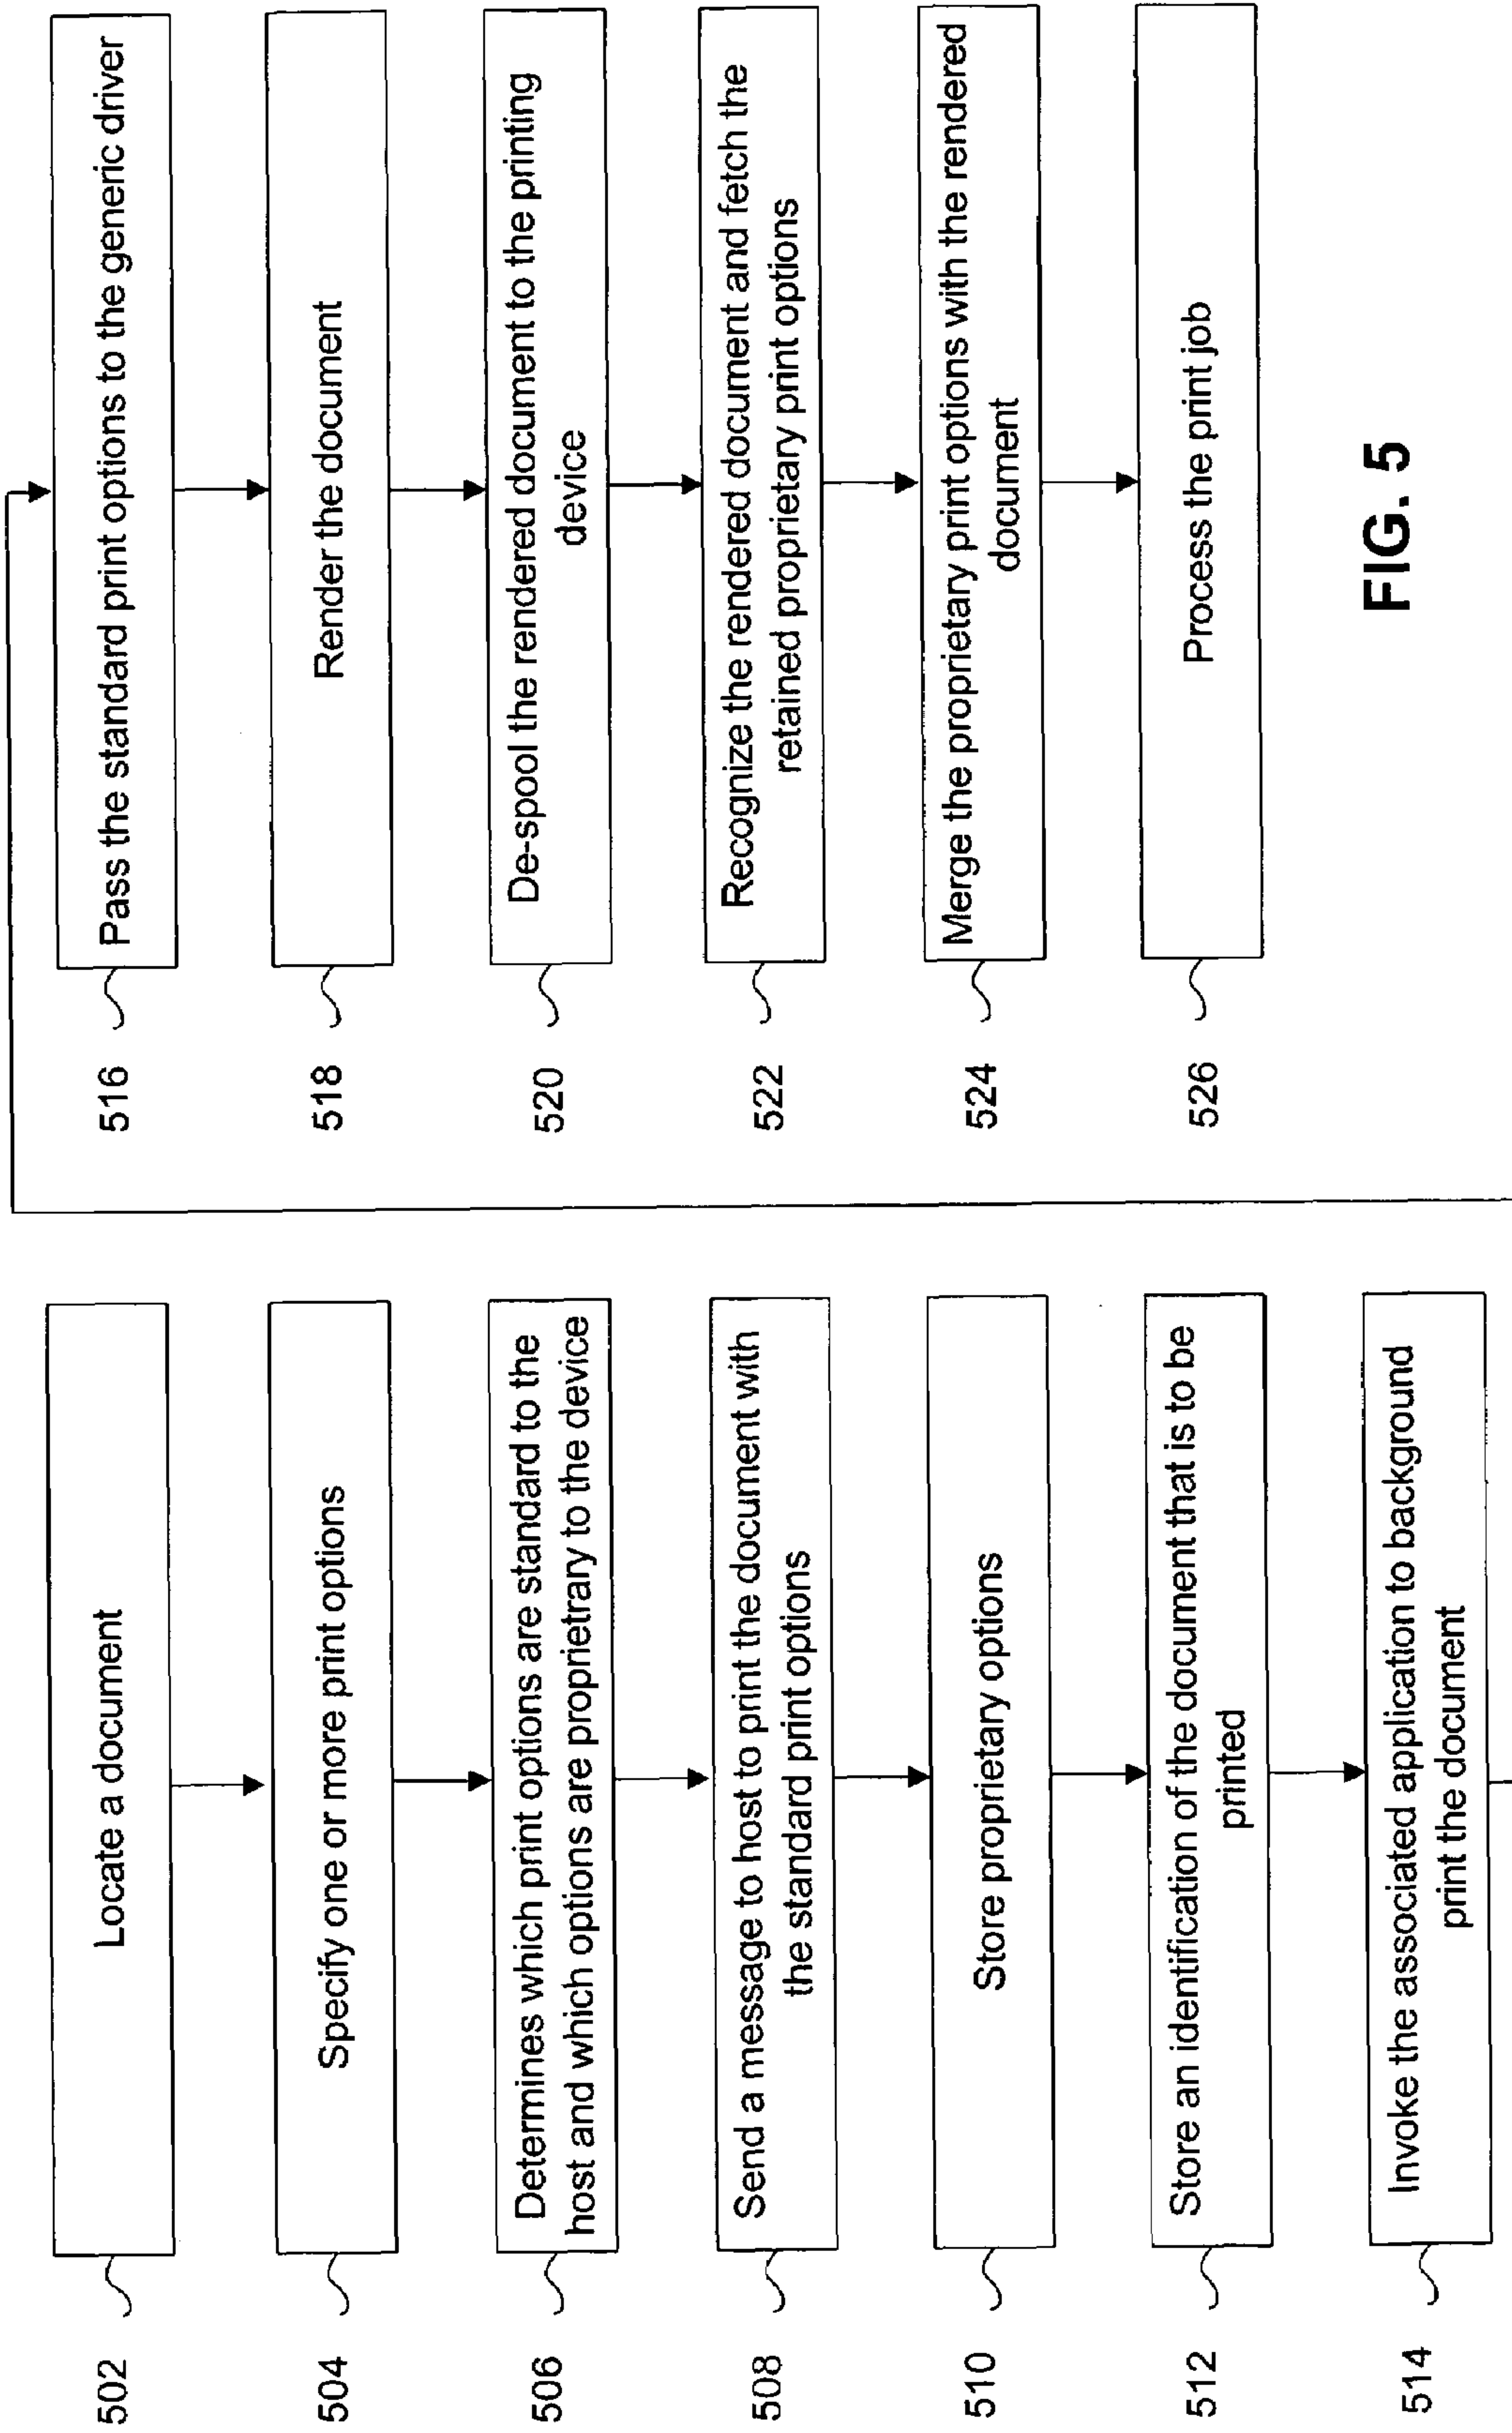 502
Locate a document
504
Specify one or more print options
506
Determines which print options are standard to the
host and which options are proprietrary to the device
508
Send a message to host to print the document with
the standard print options
510
Store proprietary options
512
Store an identification of the document that is to be
printed
514
Invoke the associated application to background
print the document
516
Pass the standard print options to the generic driver
518
Render the document
520
De-spool the rendered document to the printing
device
522
Recognize the rendered document and fetch the
retained proprietary print options
524
Merge the proprietary print options with the rendered
document
526
Process the print job
FIG. 5